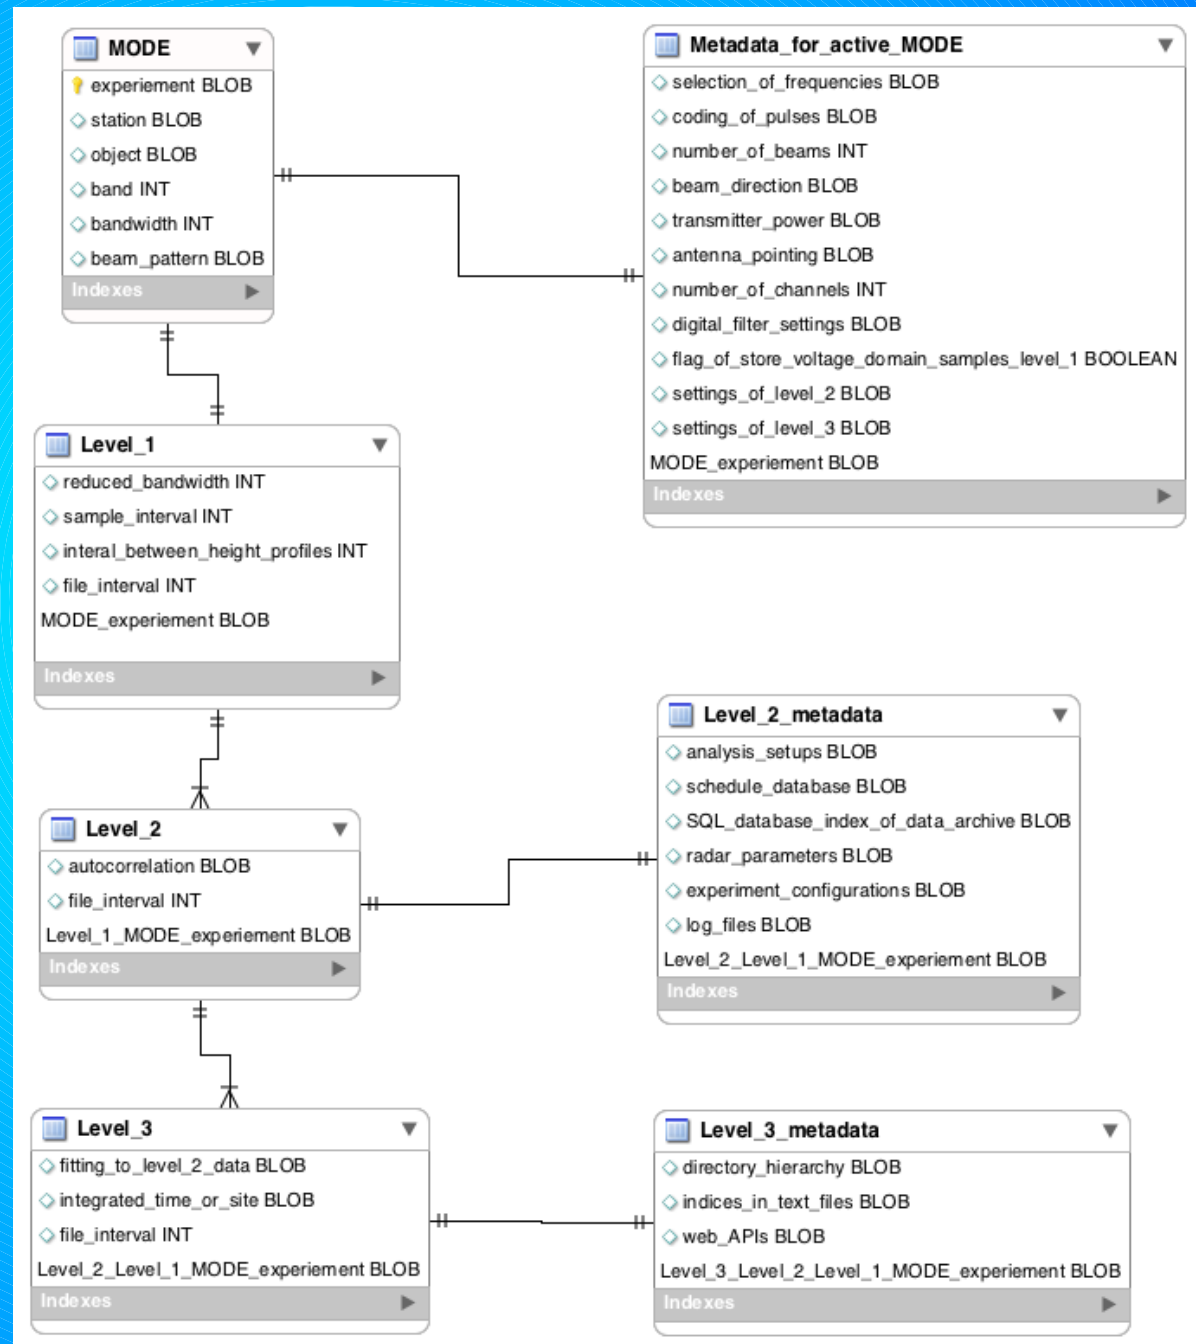 MODE
experiement BLOB
station BLOB
object BLOB
band INT
bandwidth INT
beam_pattern BLOB
Indexes
Metadata_for_active_MODE
selection_of_frequencies BLOB
coding_of_pulses BLOB
number_of_beams INT
beam_direction BLOB
transmitter_power BLOB
antenna_pointing BLOB
number_of_channels INT
digital_filter_settings BLOB
flag_of_store_voltage_domain_samples_level_1 BOOLEAN
settings_of_level_2 BLOB
settings_of_level_3 BLOB
MODE_experiement BLOB
Indexes
Level_1
reduced_bandwidth INT
sample_interval INT
interal_between_height_profiles INT
file_interval INT
MODE_experiement BLOB
Indexes
Level_2
autocorrelation BLOB
file_interval INT
Level_1_MODE_experiement BLOB
Indexes
Level_2_metadata
analysis_setups BLOB
schedule_database BLOB
SQL_database_index_of_data_archive BLOB
radar_parameters BLOB
experiment_configurations BLOB
log_files BLOB
Level_2_Level_1_MODE_experiement BLOB
Indexes
Level_3
fitting_to_level_2_data BLOB
integrated_time_or_site BLOB
file_interval INT
Level_2_Level_1_MODE_experiement BLOB
Indexes
Level_3_metadata
directory_hierarchy BLOB
indices_in_text_files BLOB
web_APIs BLOB
Level_3_Level_2_Level_1_MODE_experiement BLOB
Indexes